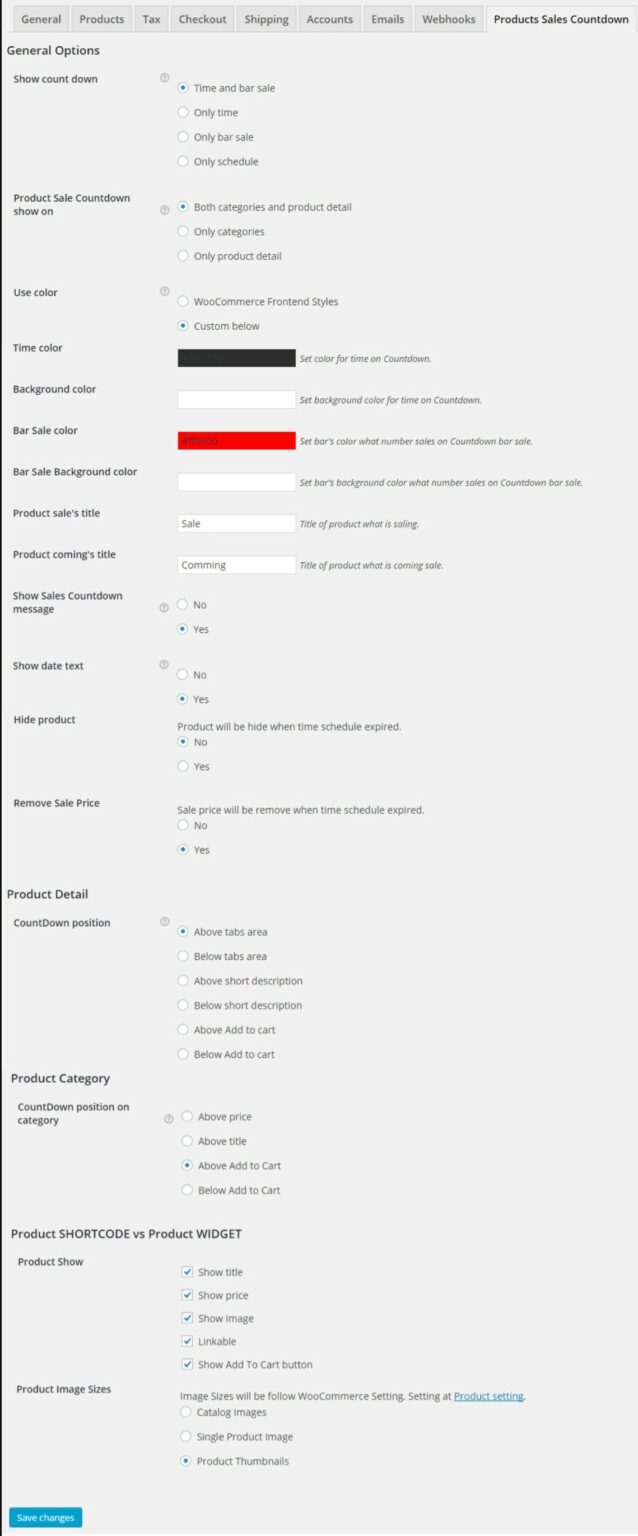 General Products Tax Checkout Shipping Accounts Emails Webhooks Products Sales Countdown
General Options
Show count down
Time and bar sale
Only time
Only bar sale
Only schedule
Product Sale Countdown
show on
Both categories and product detail
Only categories
Only product detail
Use color
WooCommerce Frontend Styles
Custom below
Time color
Set color for time on Countdown.
Background color
Set background color for time on Countdown.
Bar Sale color
#ff0000
Set bar's color what number sales on Countdown bar sale.
Bar Sale Background color
Set bar's background color what number sales on Countdown bar sale.
Product sale's title
Sale
Title of product what is saling.
Product coming's title
Comming
Title of product what is coming sale.
Show Sales Countdown
message
No
Yes
Show date text
No
Yes
Hide product
Product will be hide when time schedule expired.
No
Yes
Remove Sale Price
Sale price will be remove when time schedule expired.
No
Yes
Product Detail
CountDown position
Above tabs area
Below tabs area
Above short description
Below short description
Above Add to cart
Below Add to cart
Product Category
CountDown position on
category
Above price
Above title
Above Add to Cart
Below Add to Cart
Product SHORTCODE vs Product WIDGET
Product Show
Show title
Show price
Show Image
Linkable
Show Add To Cart button
Product Image Sizes
Image Sizes will be follow WooCommerce Setting. Setting at Product setting.
Catalog Images
Single Product Image
Product Thumbnails
Save changes